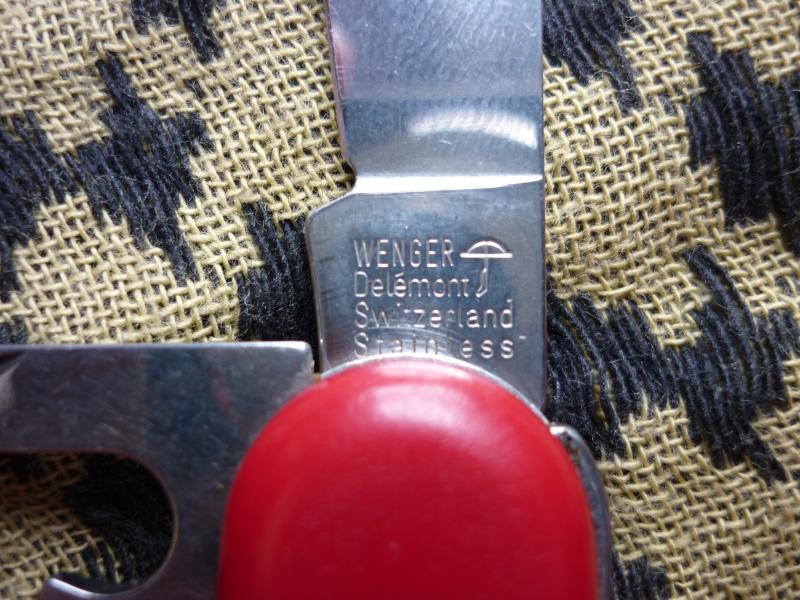 WENGER
Delémont
Switzerland
Stainless